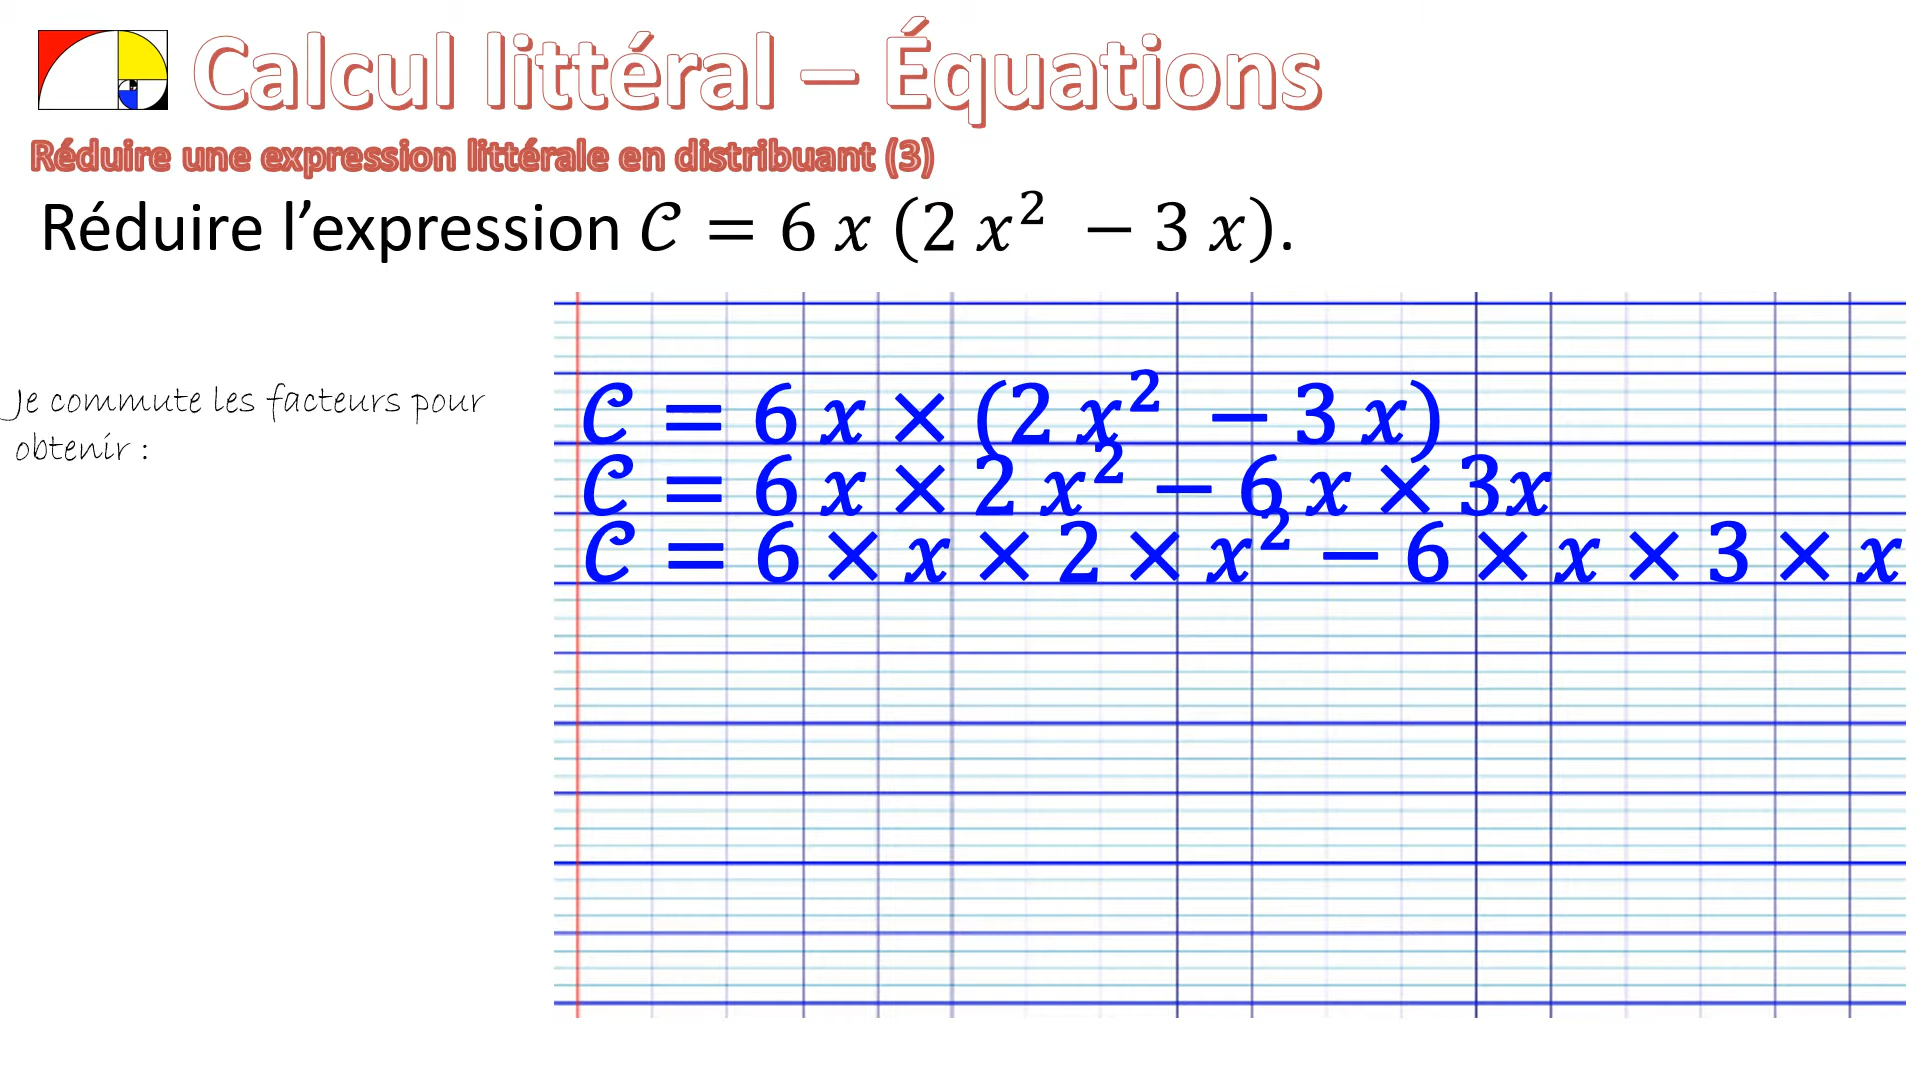 Calcul littéral – Équations
Réduire une expression littérale en distribuant (3)
Réduire l’expression 𝒞 = 6 x (2 x² − 3 x).
Je commute les facteurs pour
obtenir :
𝒞 = 6 x × (2 x² − 3 x)
𝒞 = 6 x × 2 x² − 6 x × 3x
𝒞 = 6 × x × 2 × x² − 6 × x × 3 × x